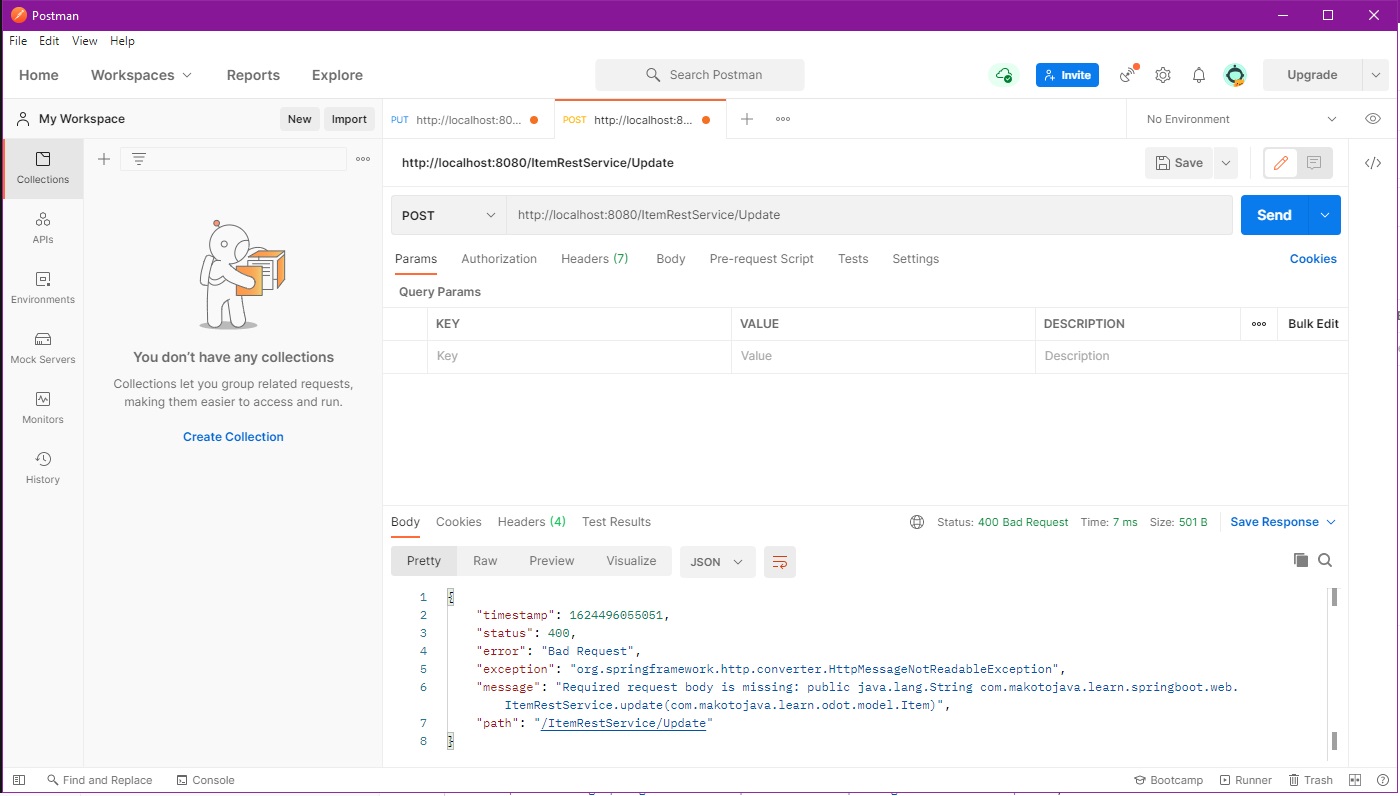 Postman
File Edit View Help
Home Workspaces Reports Explore Search Postman Invite Upgrade
My Workspace New Import PUT http://localhost:80... POST http://localhost:8... No Environment
Collections
APIs
Environments
Mock Servers
Monitors
History
You don't have any collections
Collections let you group related requests,
making them easier to access and run.
Create Collection
http://localhost:8080/ItemRestService/Update Save
POST http://localhost:8080/ItemRestService/Update Send
Params Authorization Headers (7) Body Pre-request Script Tests Settings Cookies
Query Params
KEY VALUE DESCRIPTION Bulk Edit
Key Value Description
Body Cookies Headers (4) Test Results Status: 400 Bad Request Time: 7 ms Size: 501 B Save Response
Pretty Raw Preview Visualize JSON
1 {
2 "timestamp": 1624496055051,
3 "status": 400,
4 "error": "Bad Request",
5 "exception": "org.springframework.http.converter.HttpMessageNotReadableException",
6 "message": "Required request body is missing: public java.lang.String com.makotojava.learn.springboot.web.
ItemRestService.update(com.makotojava.learn.odot.model.Item)",
7 "path": "/ItemRestService/Update"
8 }
Find and Replace Console Bootcamp Runner Trash